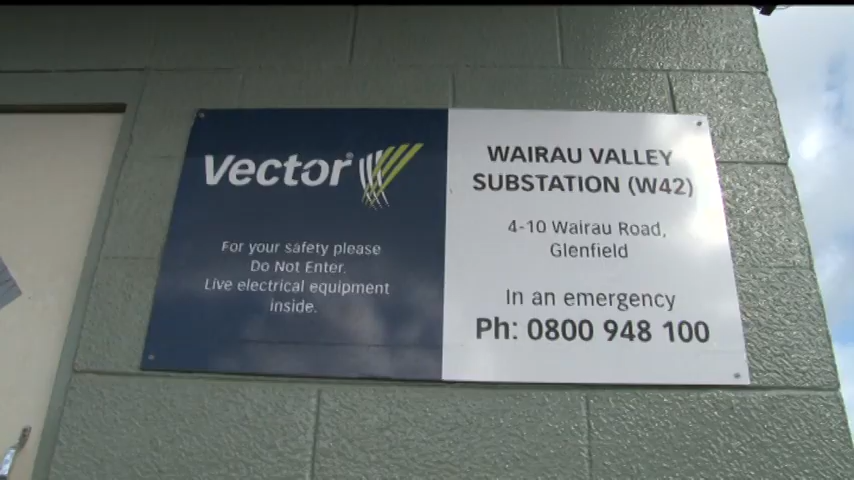 Vector®
For your safety please
Do Not Enter.
Live electrical equipment
inside.
WAIRAU VALLEY
SUBSTATION (W42)
4-10 Wairau Road,
Glenfield
In an emergency
Ph: 0800 948 100